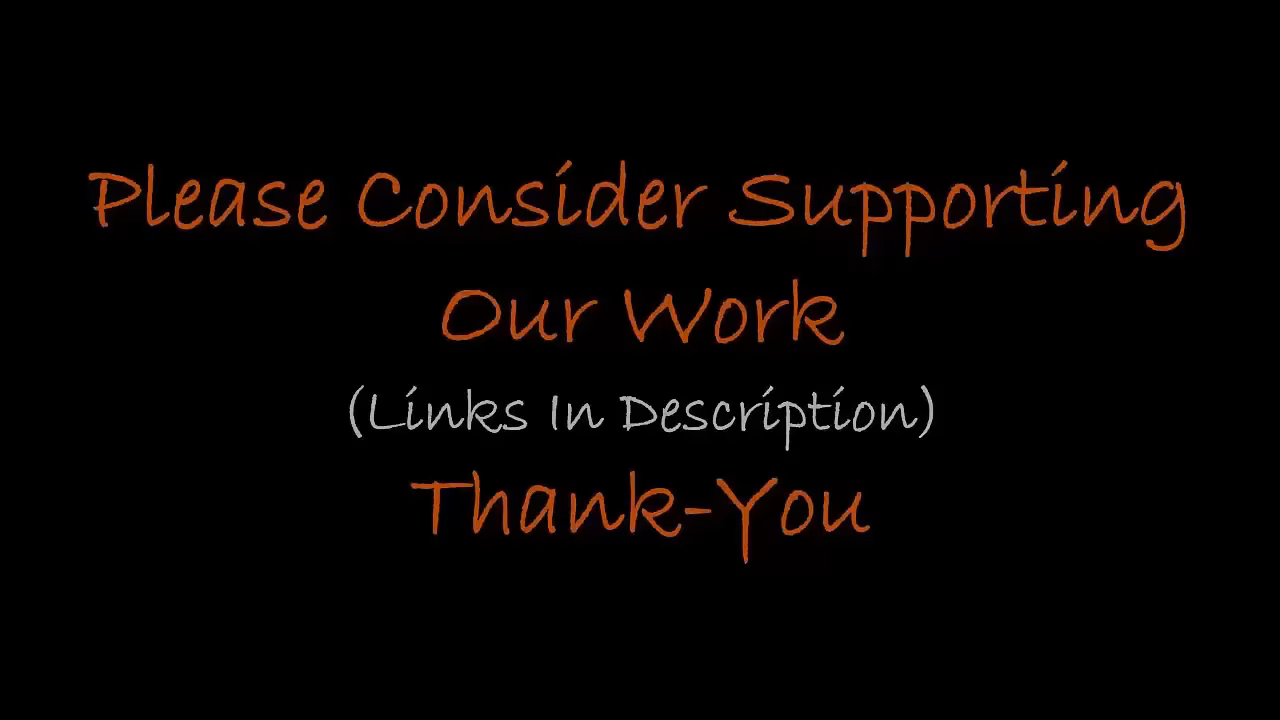 Please Consider Supporting
Our Work
(Links In Description)
Thank-You